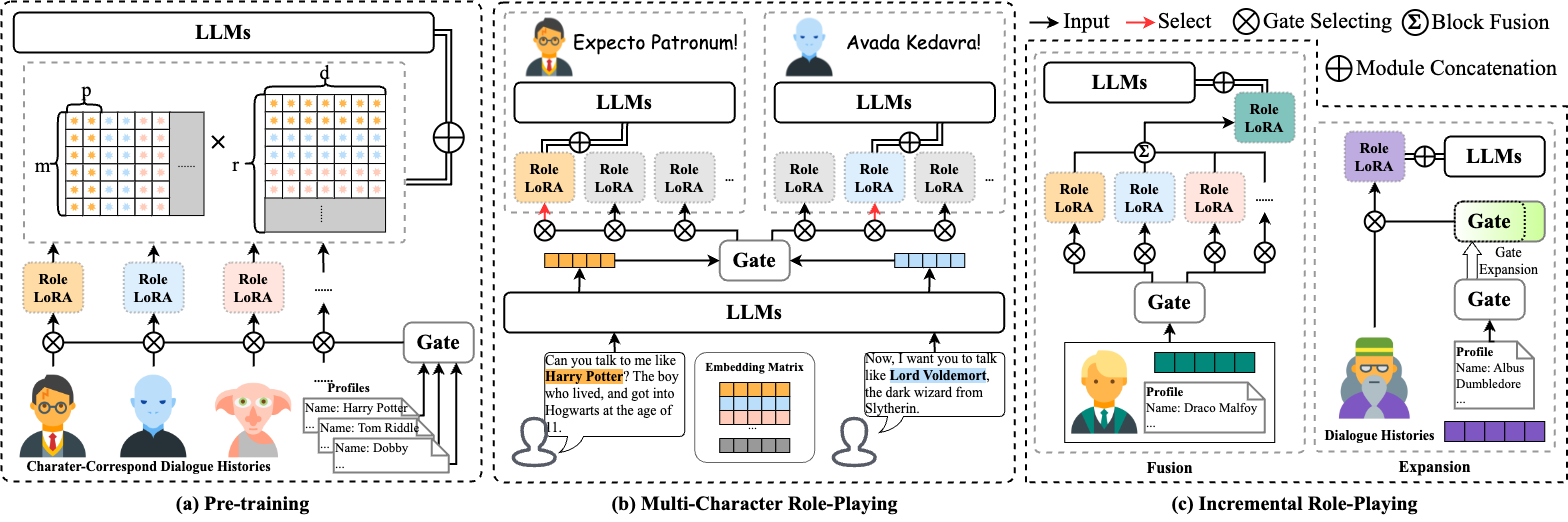 LLMs
d
p
m
r
×
......
......
Role
LoRA
Role
LoRA
Role
LoRA
......
Gate
......
Profiles
Name: Harry Potter
...
Name: Tom Riddle
...
Name: Dobby
...
Charater-Correspond Dialogue Histories
(a) Pre-training
Expecto Patronum!
LLMs
Role
LoRA
Role
LoRA
Role
LoRA
...
Avada Kedavra!
LLMs
Role
LoRA
Role
LoRA
Role
LoRA
...
Gate
LLMs
Can you talk to me like
Harry Potter? The boy
who lived, and got into
Hogwarts at the age of
11.
Embedding Matrix
...
Now, I want you to talk
like Lord Voldemort,
the dark wizard from
Slytherin.
(b) Multi-Character Role-Playing
Input
Select
Gate Selecting
Σ Block Fusion
Module Concatenation
LLMs
Role
LoRA
Σ
Role
LoRA
Role
LoRA
Role
LoRA
......
Gate
Profile
Name: Draco Malfoy
...
Fusion
Role
LoRA
LLMs
Gate
Gate
Expansion
Gate
Profile
Name: Albus
Dumbledore
...
Dialogue Histories
Expansion
(c) Incremental Role-Playing